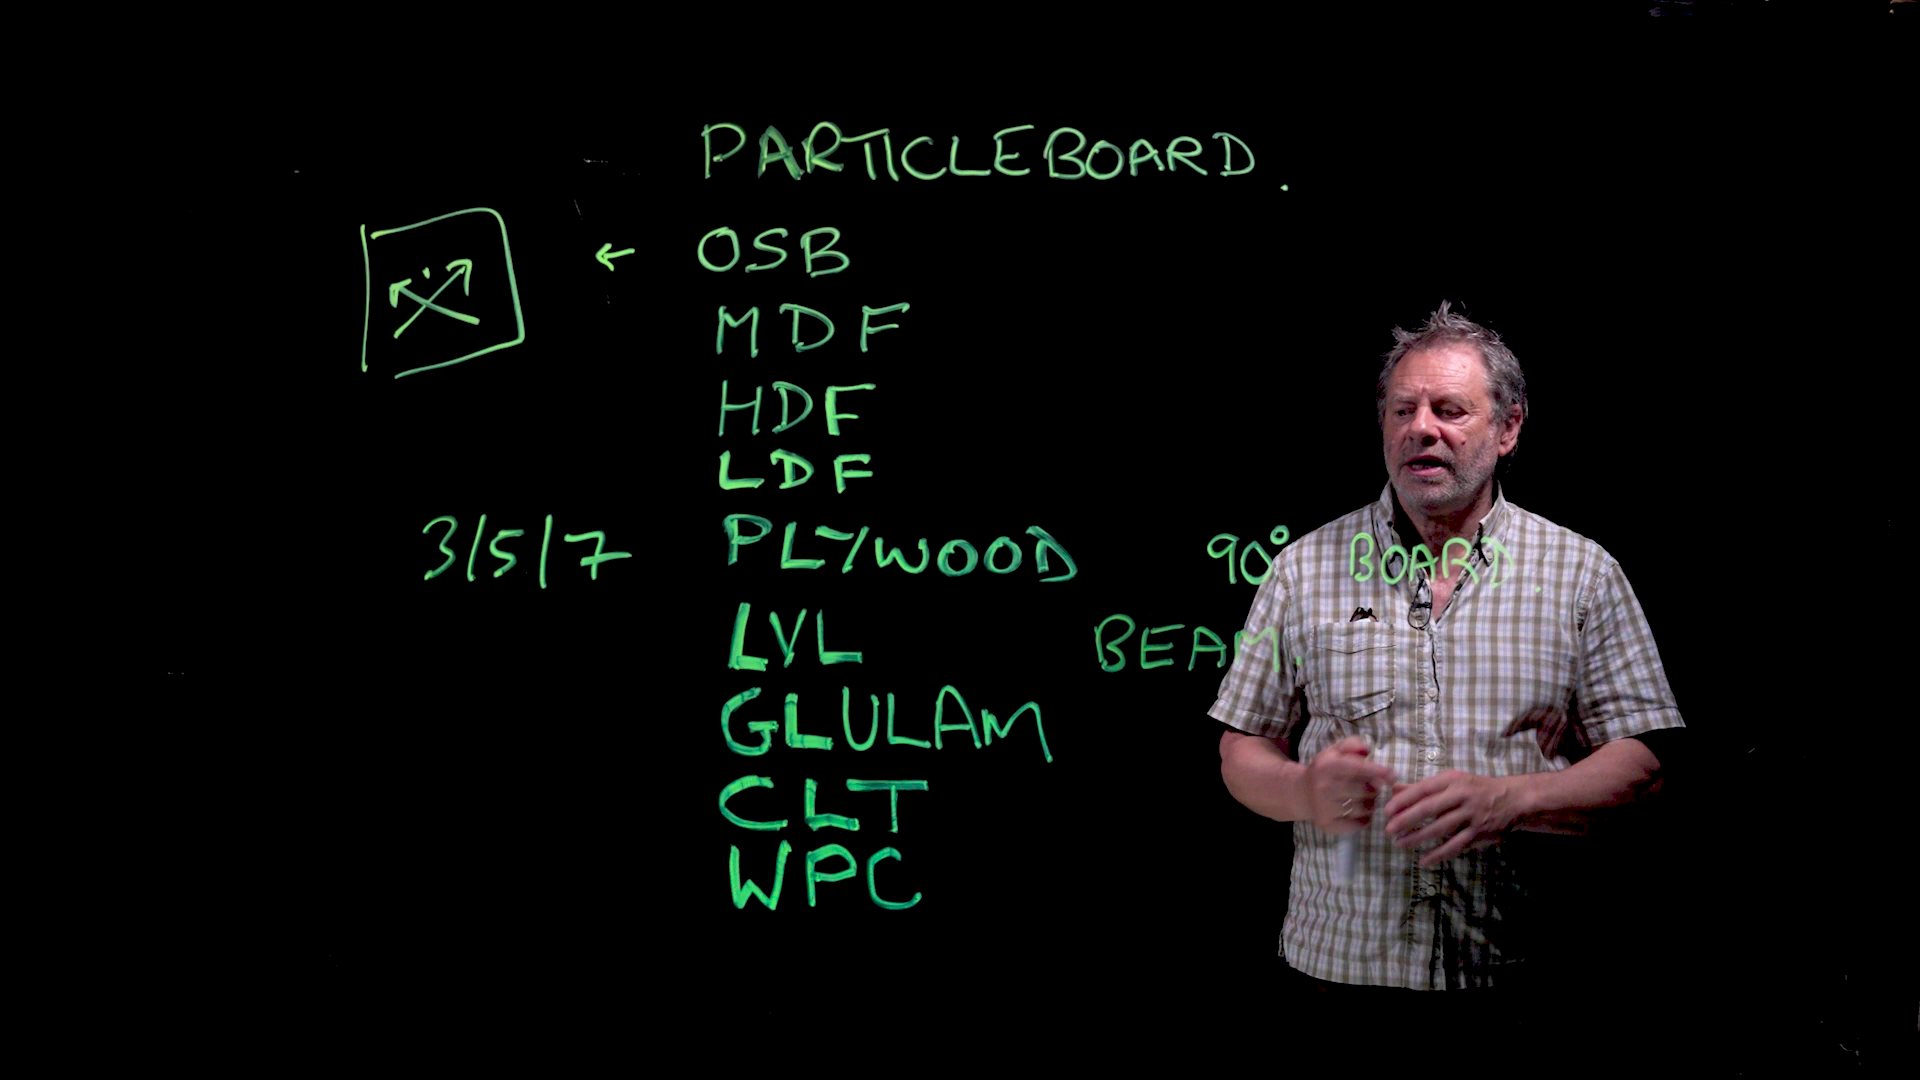 PARTICLEBOARD.
← OSB
MDF
HDF
LDF
3/5/7 PLYWOOD 90° BOARD.
LVL BEAM.
GLULAM
CLT
WPC